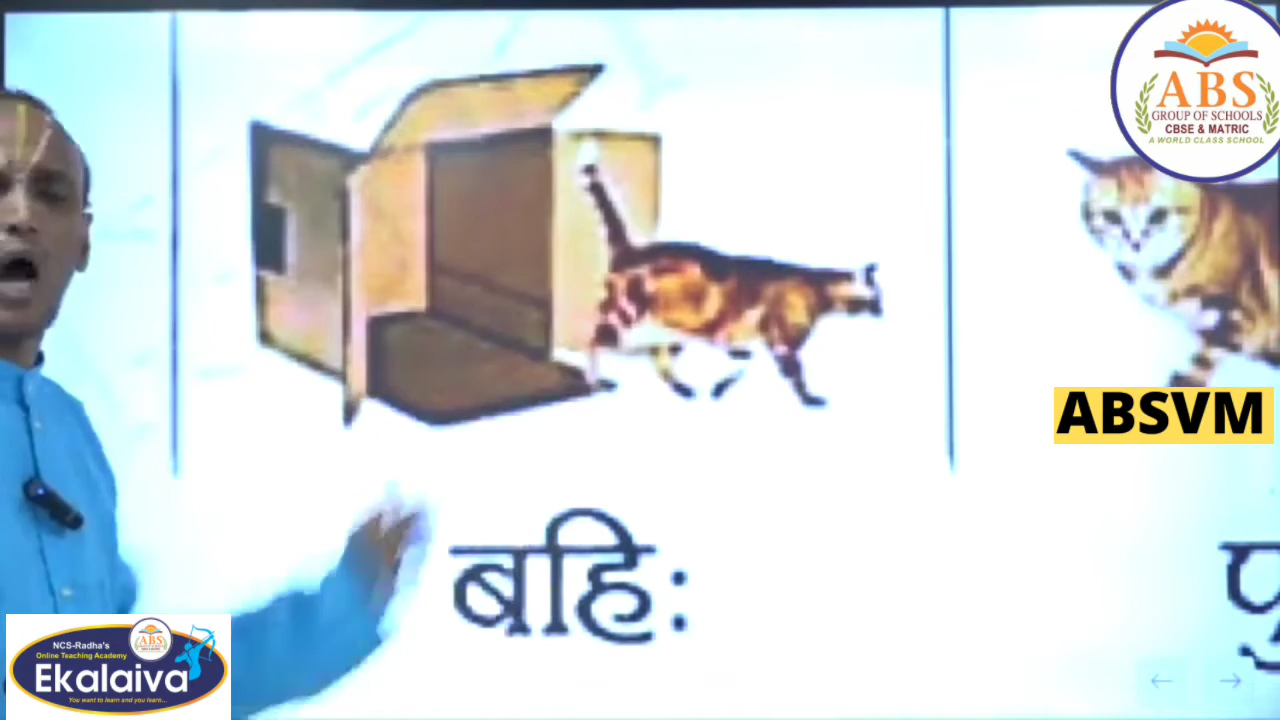 ABS
GROUP OF SCHOOLS
CBSE & MATRIC
A WORLD CLASS SCHOOL
ABSVM
बहिः
NCS-Radha's
Online Teaching Academy
ABS
Ekalaiva
You want to learn and you learn...